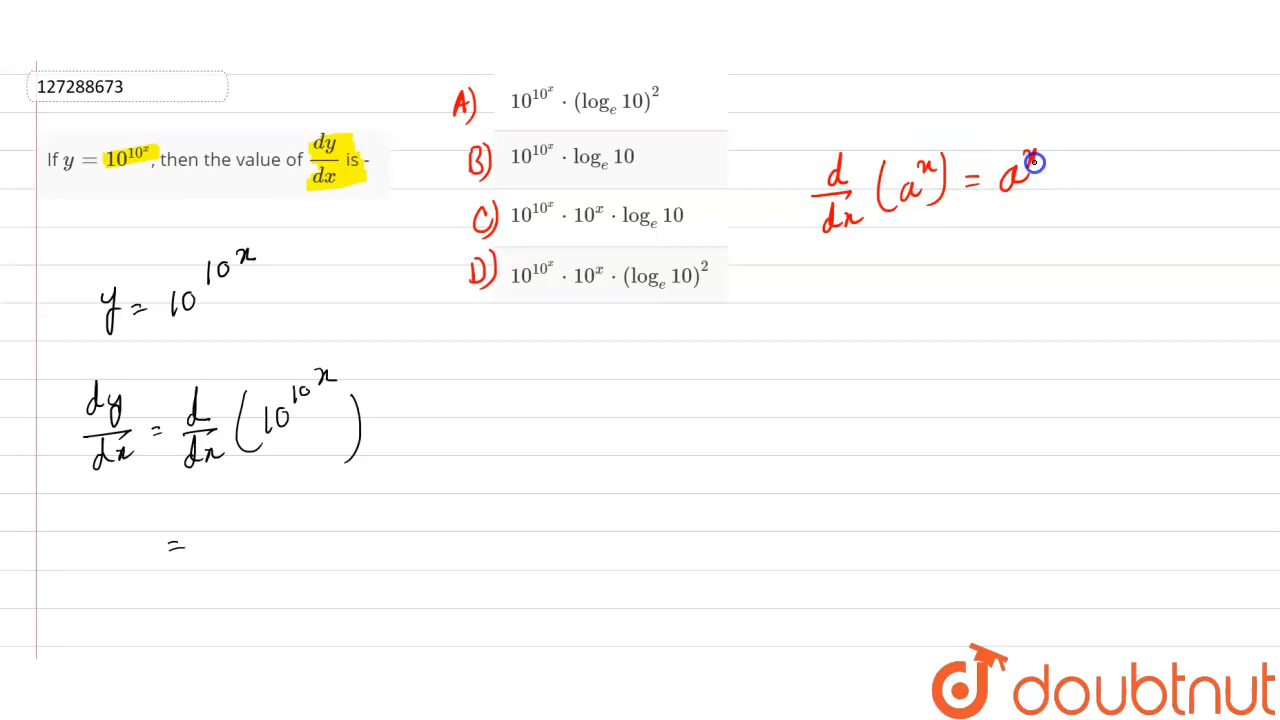 127288673
If y = 10^{10^x}, then the value of dy/dx is -
A) 10^{10^x} · (log_e 10)^2
B) 10^{10^x} · log_e 10
C) 10^{10^x} · 10^x · log_e 10
D) 10^{10^x} · 10^x · (log_e 10)^2
d/dx (a^x) = a^x
y = 10^{10^x}
dy/dx = d/dx (10^{10^x})
=
doubtnut